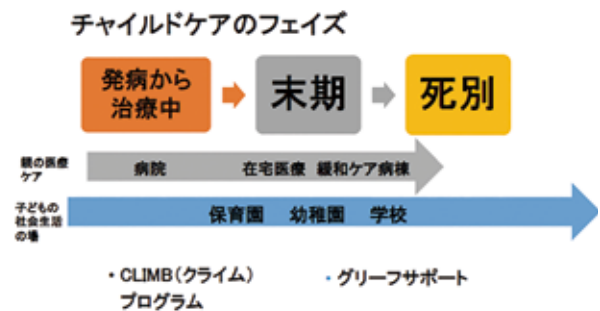 チャイルドケアのフェイズ
発病から
治療中
末期
死別
親の医療
ケア
病院 在宅医療 緩和ケア病棟
子どもの
社会生活
の場
保育園 幼稚園 学校
・CLIMB(クライム)
プログラム
・グリーフサポート